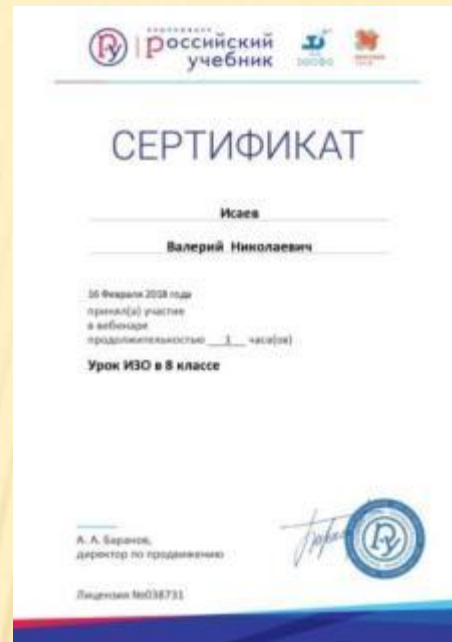 российский
учебник
СЕРТИФИКАТ
Исаев
Валерий Николаевич
16 Февраля 2018 года
принял(а) участие
в вебинаре
продолжительностью 1 часа(ов)
Урок ИЗО в 8 классе
А. А. Баранов,
директор по продвижению
Лицензия №038731